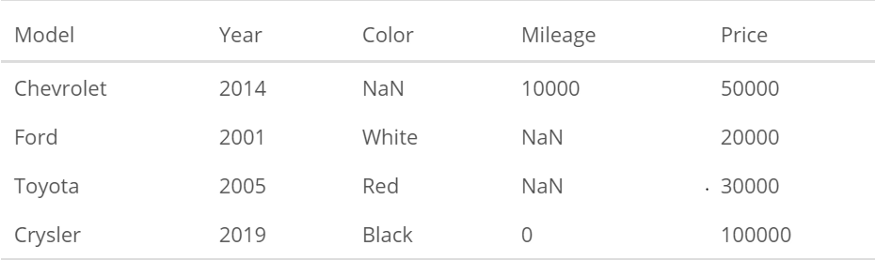 Model Year Color Mileage Price
Chevrolet 2014 NaN 10000 50000
Ford 2001 White NaN 20000
Toyota 2005 Red NaN . 30000
Crysler 2019 Black 0 100000